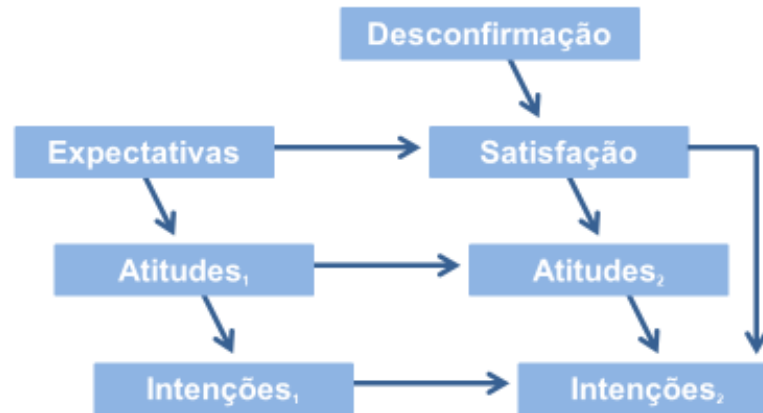 Desconfirmação
Expectativas
Satisfação
Atitudes₁
Atitudes₂
Intenções₁
Intenções₂